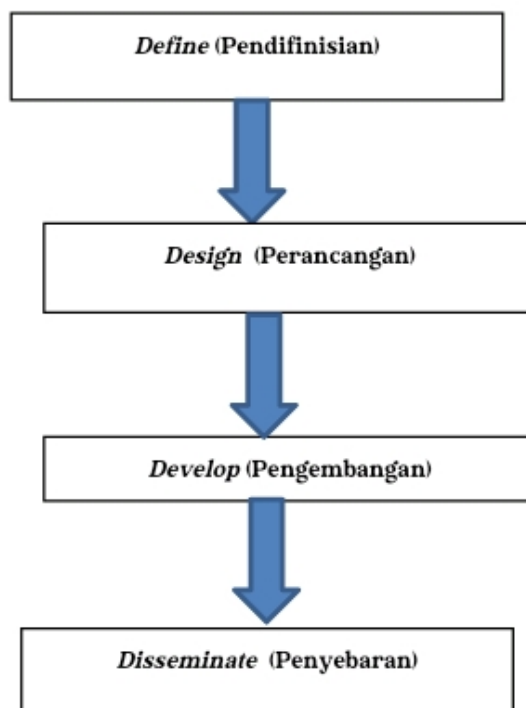 Define (Pendifinisian)
Design (Perancangan)
Develop (Pengembangan)
Disseminate (Penyebaran)